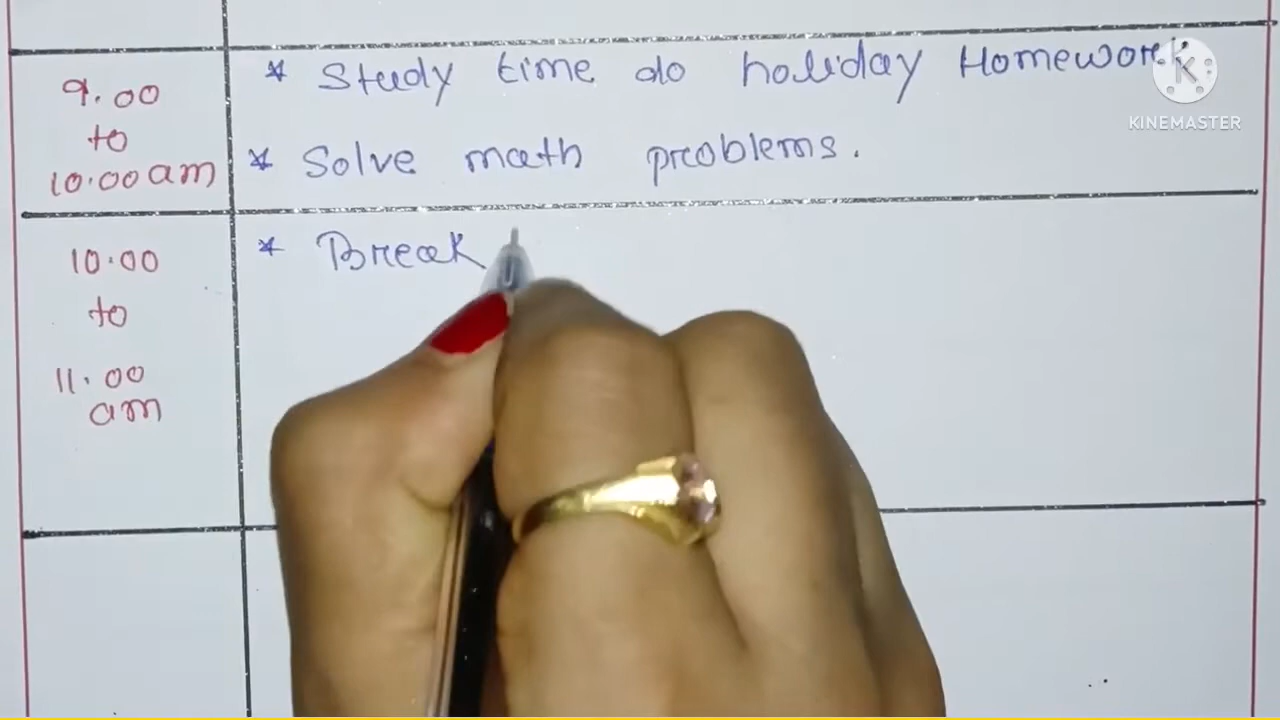 9.00
to
10.00 am
* Study time do holiday Homework.
* Solve math problems.
10.00
to
11.00
am
* Break
KINEMASTER